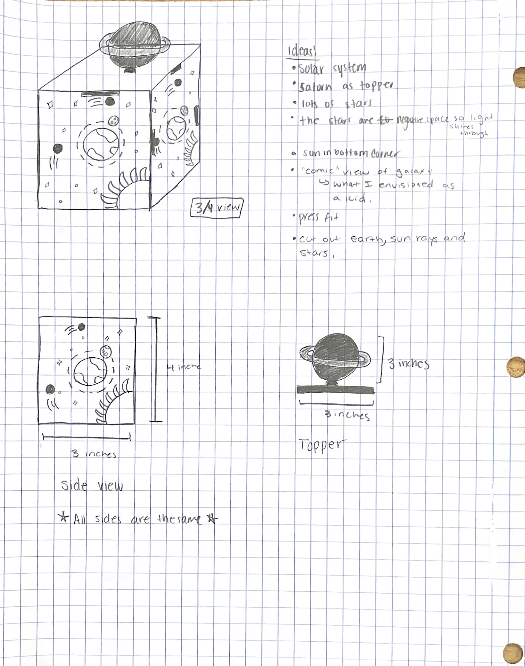 Ideas!
• Solar system
• Saturn as topper
• lots of stars
• the stars are negative space so light
shines
through
• sun in bottom corner
• "comic" view of galaxy
↳ what I envisioned as
a kid.
• press fit
• cut out earth, sun rays and
stars.
3/4 view
4 inches
3 inches
3 inches
3 inches
Topper
Side view
★ All sides are the same ★